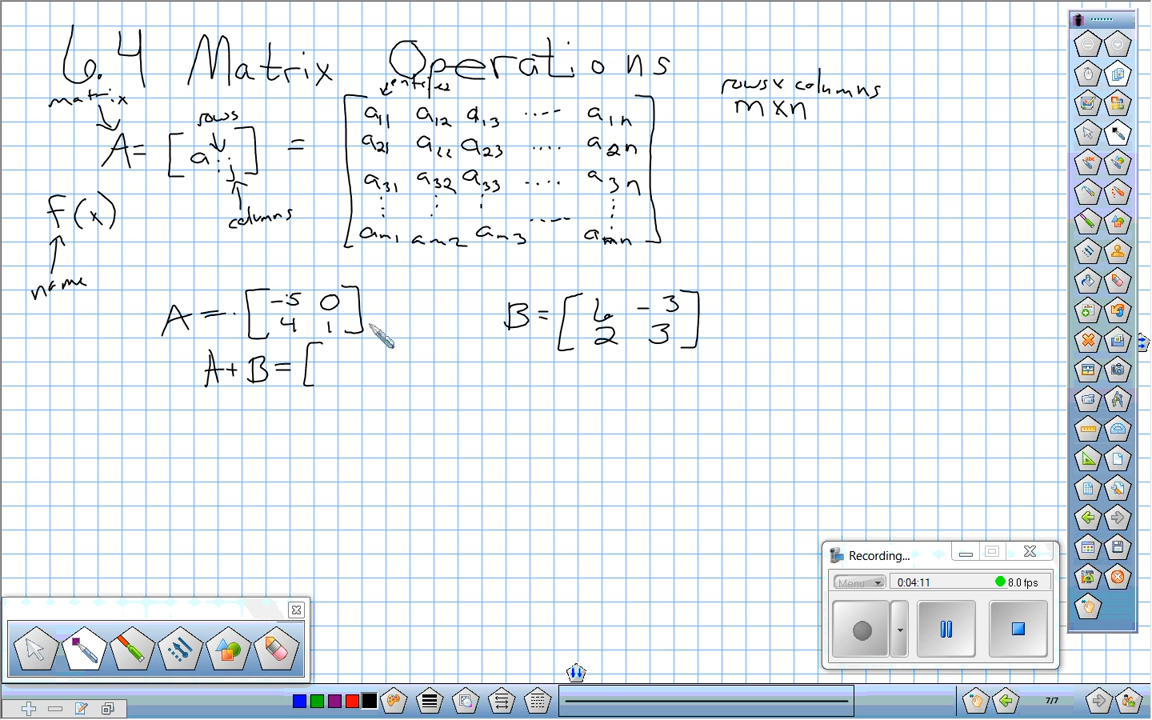 6.4 Matrix Operations
matrix
entries
rows x columns
m x n
rows
A = [ a i j ] = [ a11 a12 a13 .... a1n
a21 a22 a23 .... a2n
a31 a32 a33 .... a3n
⋮ ⋮ ⋮ ⋮
am1 am2 am3 .... amn ]
columns
f(x)
name
A = [ -5 0
4 1 ]
B = [ 6 -3
2 3 ]
A + B = [
Recording...
Menu
0:04:11
8.0 fps
7/7